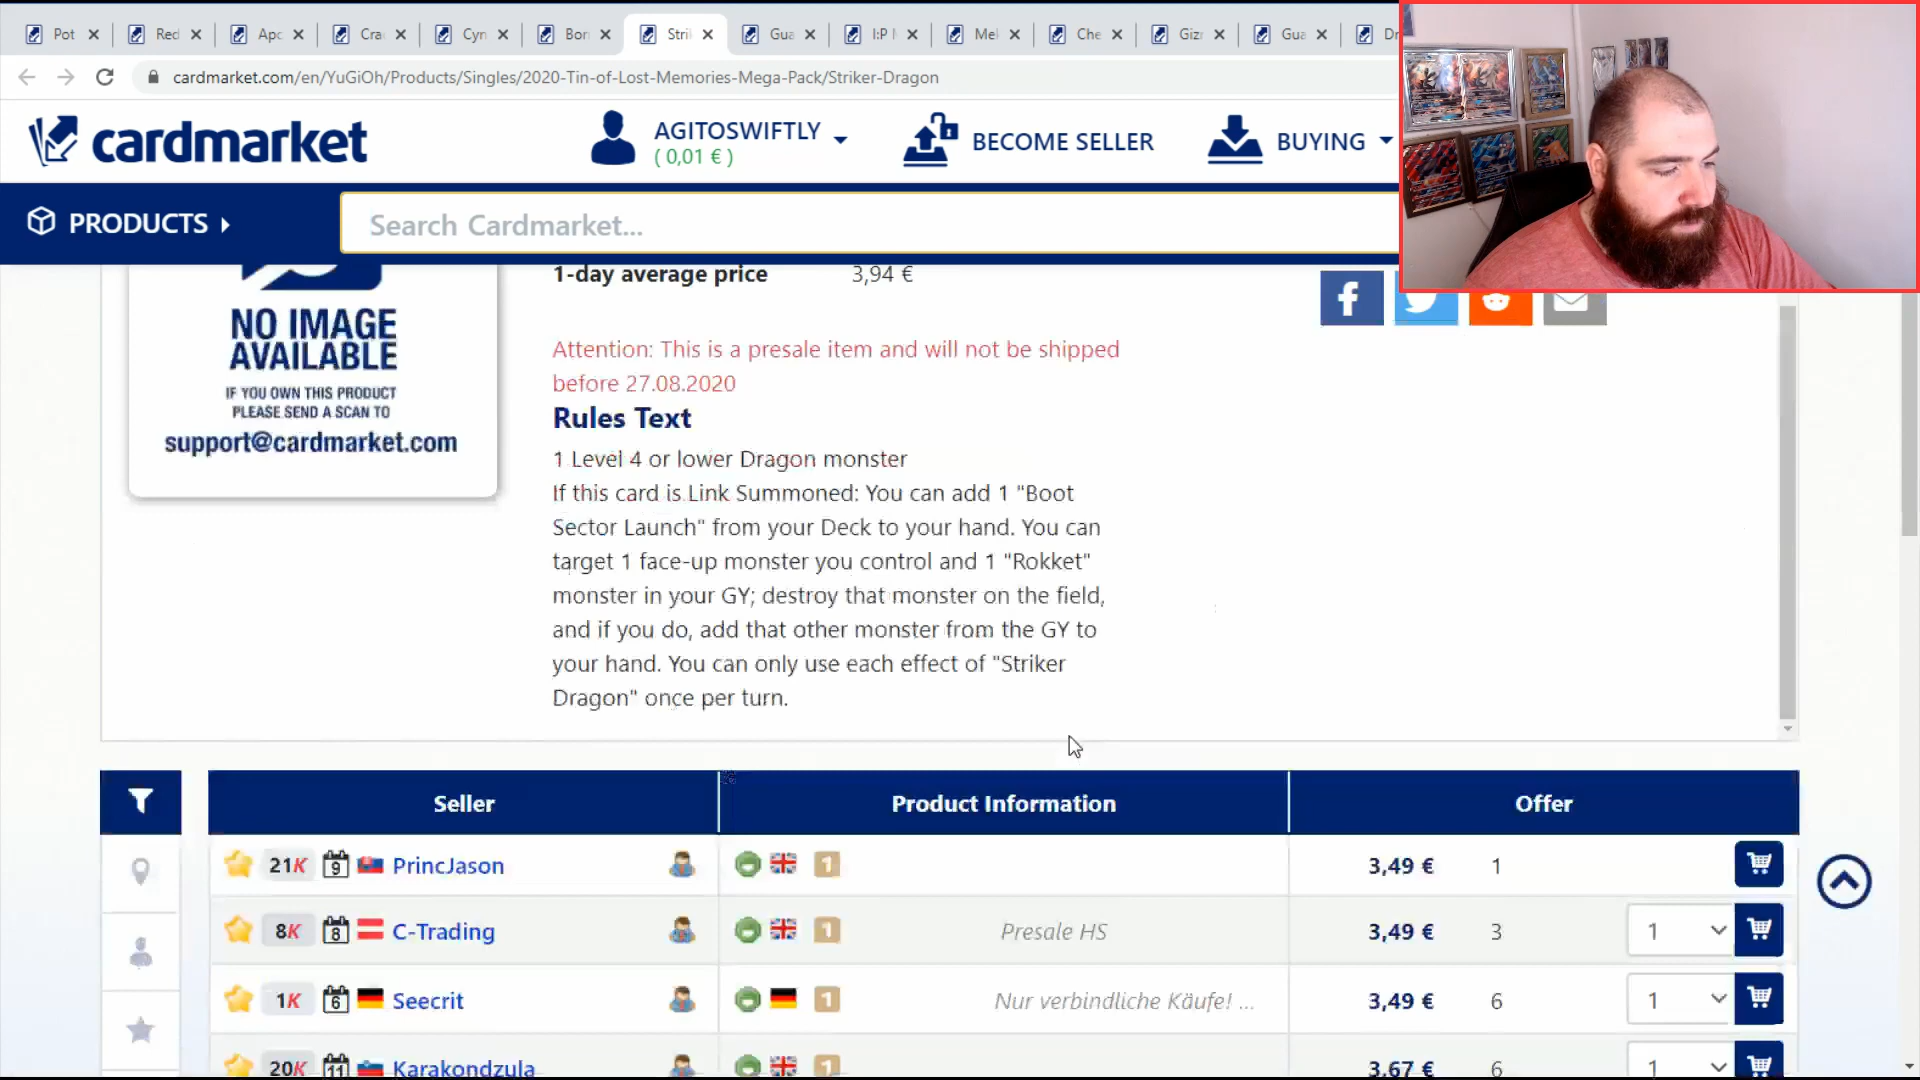 Pot
Red
Apc
Cra
Cyn
Bor
Stri
Gua
I:P
Mel
Che
Giz
Gua
cardmarket.com/en/YuGiOh/Products/Singles/2020-Tin-of-Lost-Memories-Mega-Pack/Striker-Dragon
cardmarket
AGITOSWIFTLY
( 0,01 € )
BECOME SELLER
BUYING
PRODUCTS
Search Cardmarket...
1-day average price 3,94 €
NO IMAGE
AVAILABLE
IF YOU OWN THIS PRODUCT
PLEASE SEND A SCAN TO
support@cardmarket.com
Attention: This is a presale item and will not be shipped
before 27.08.2020
Rules Text
1 Level 4 or lower Dragon monster
If this card is Link Summoned: You can add 1 "Boot
Sector Launch" from your Deck to your hand. You can
target 1 face-up monster you control and 1 "Rokket"
monster in your GY; destroy that monster on the field,
and if you do, add that other monster from the GY to
your hand. You can only use each effect of "Striker
Dragon" once per turn.
Seller Product Information Offer
21K 9 PrincJason 1 3,49 € 1
8K 8 C-Trading 1 Presale HS 3,49 € 3 1
1K 6 Seecrit 1 Nur verbindliche Käufe! ... 3,49 € 6 1
20K 11 Karakondzula 1 3,67 € 6 1